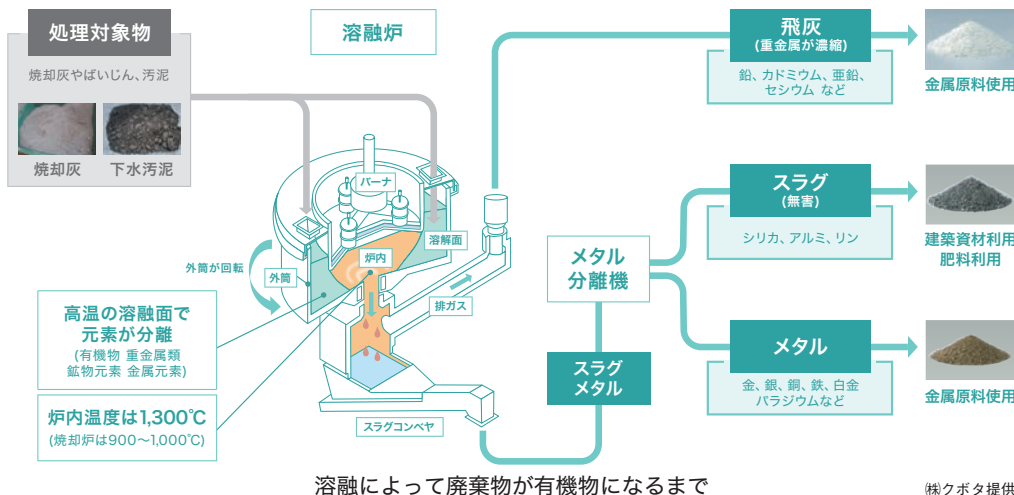 処理対象物
焼却灰やばいじん、汚泥
焼却灰
下水汚泥
溶融炉
バーナ
溶解面
炉内
外筒
外筒が回転
排ガス
高温の溶融面で
元素が分離
(有機物 重金属類
鉱物元素 金属元素)
炉内温度は1,300℃
(焼却炉は900〜1,000℃)
スラグコンベヤ
スラグ
メタル
メタル
分離機
飛灰
(重金属が濃縮)
鉛、カドミウム、亜鉛、
セシウム など
金属原料使用
スラグ
(無害)
シリカ、アルミ、リン
建築資材利用
肥料利用
メタル
金、銀、銅、鉄、白金
パラジウムなど
金属原料使用
溶融によって廃棄物が有機物になるまで
㈱クボタ提供